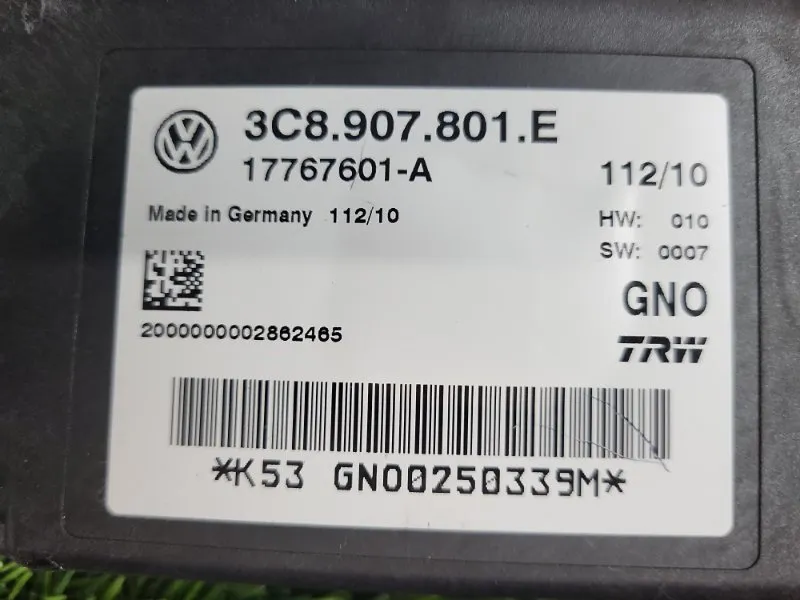 3C8.907.801.E
17767601-A
112/10
Made in Germany 112/10
HW: 010
SW: 0007
GNO
2000000002862465
TRW
*K53 GNO0250339M*